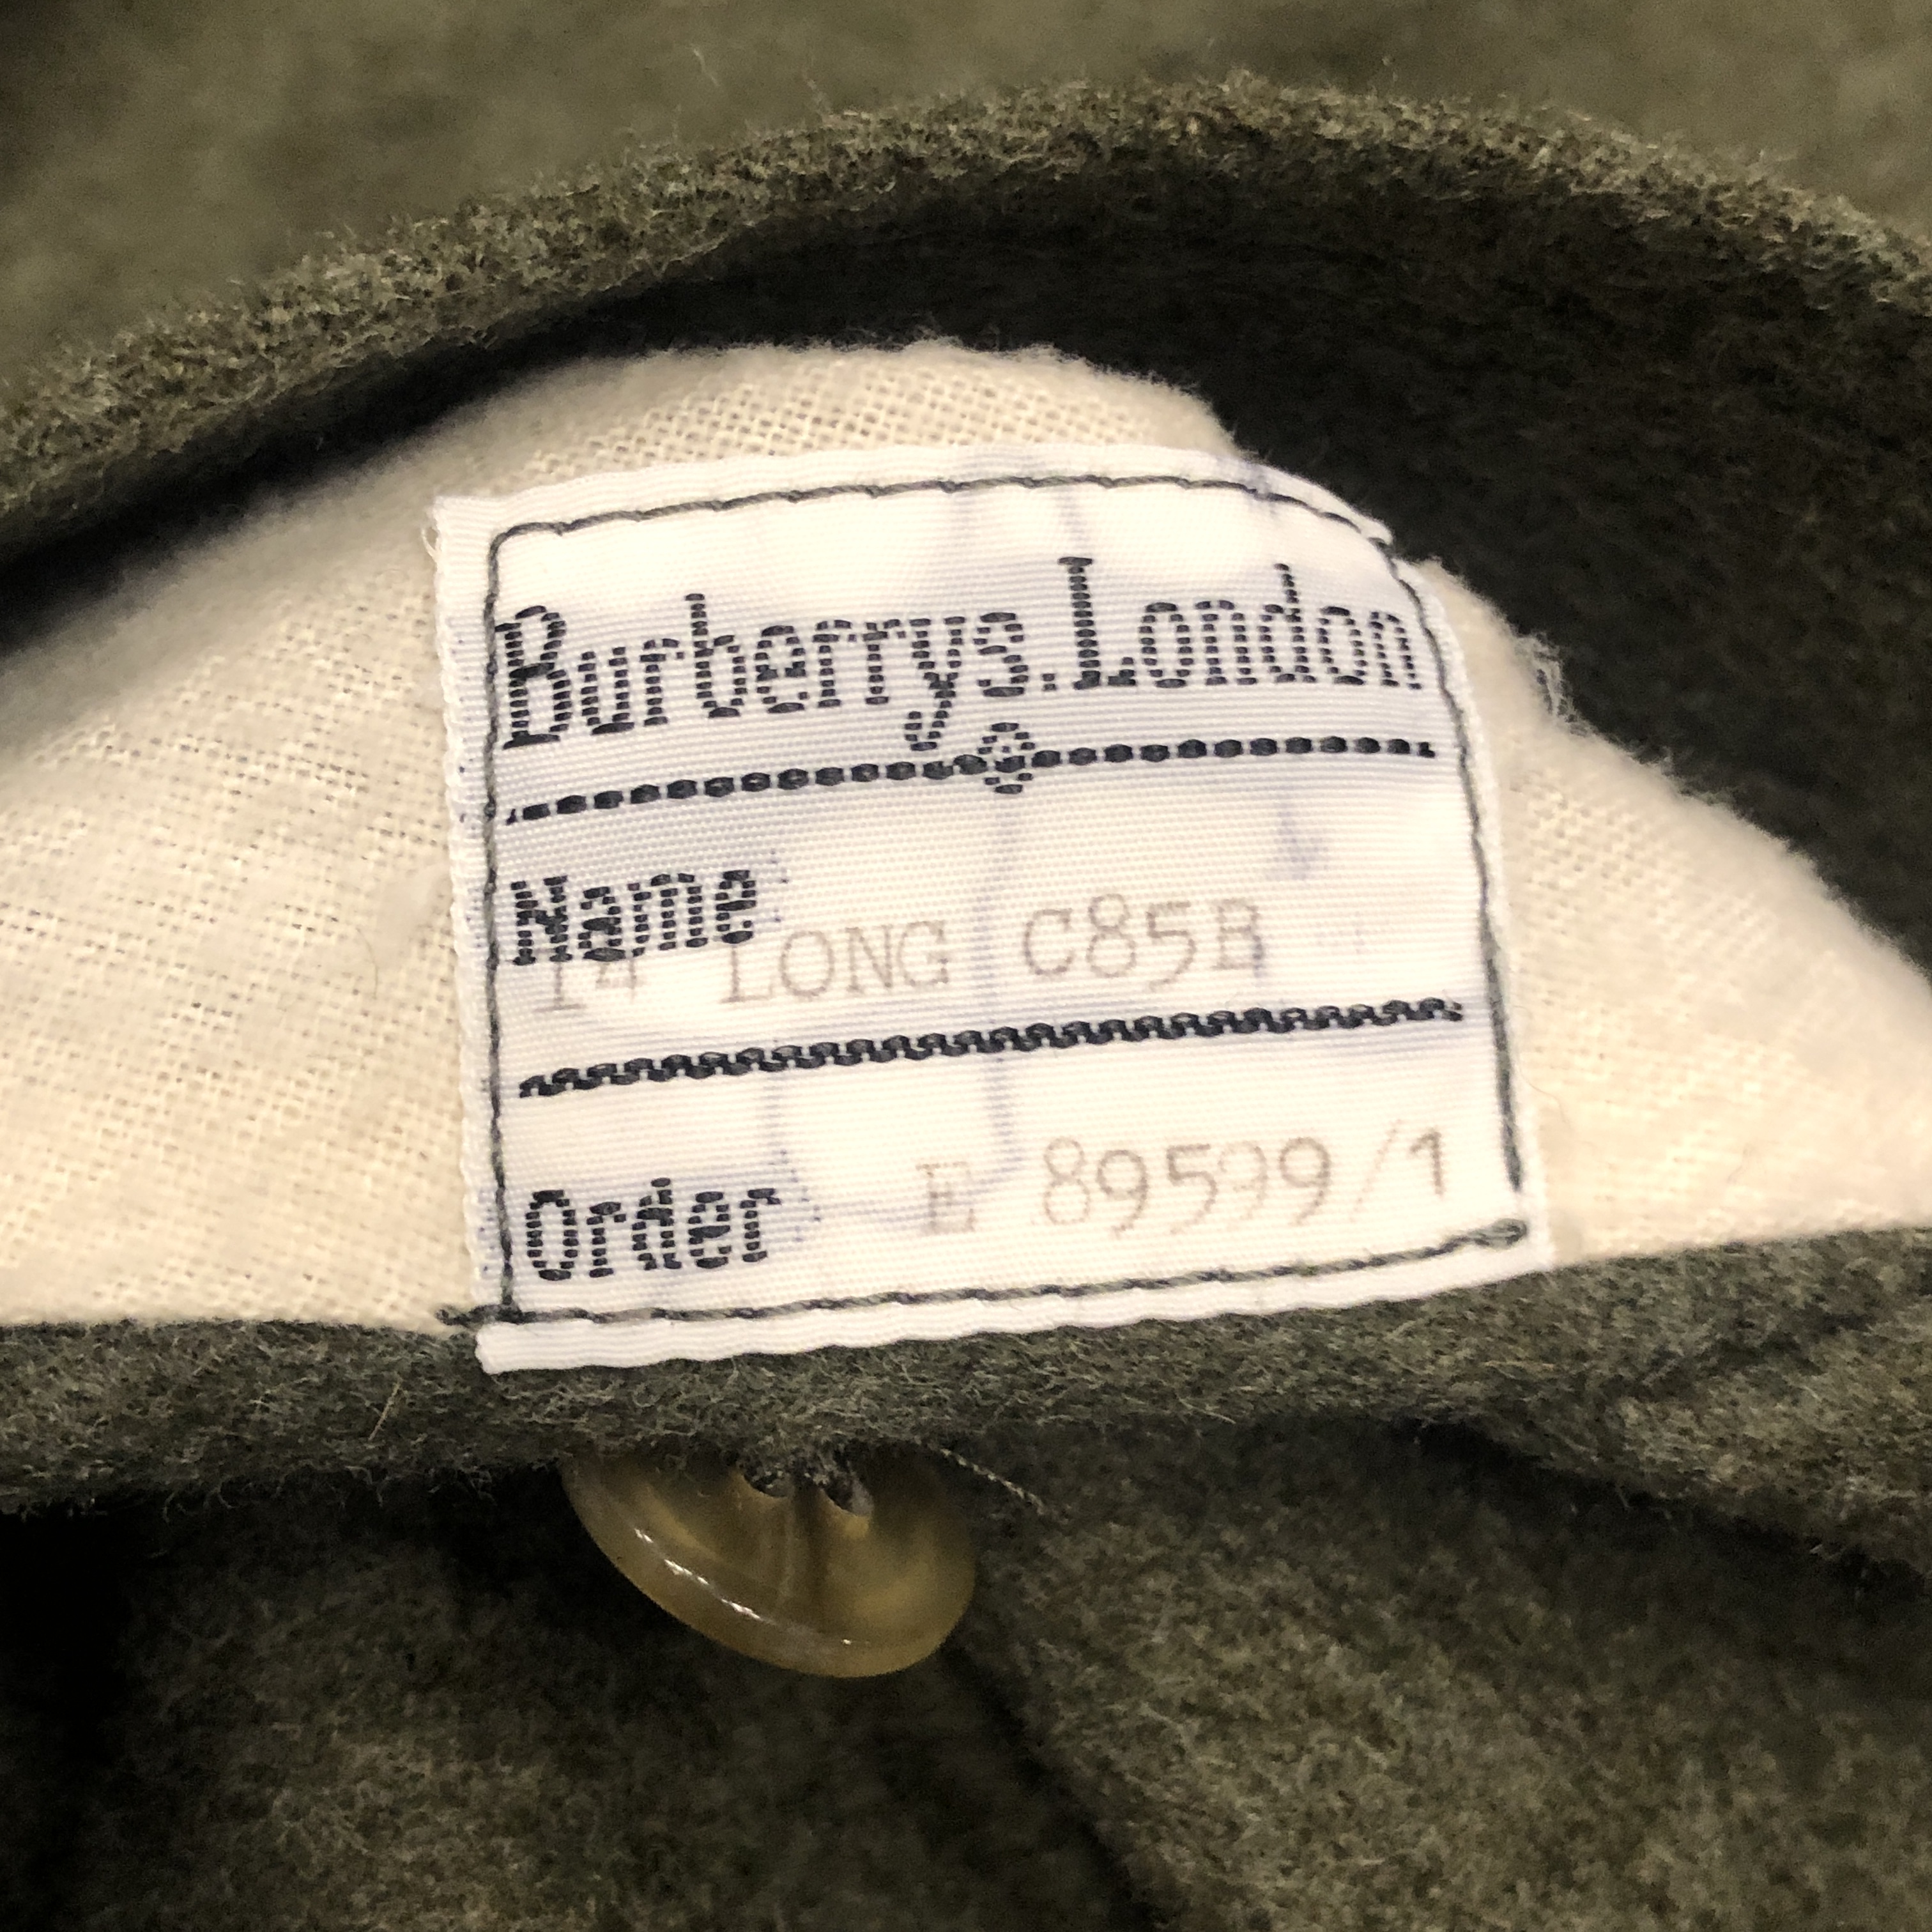 Burberrys. London
Name
14 LONG C85B
Order E 89599/1